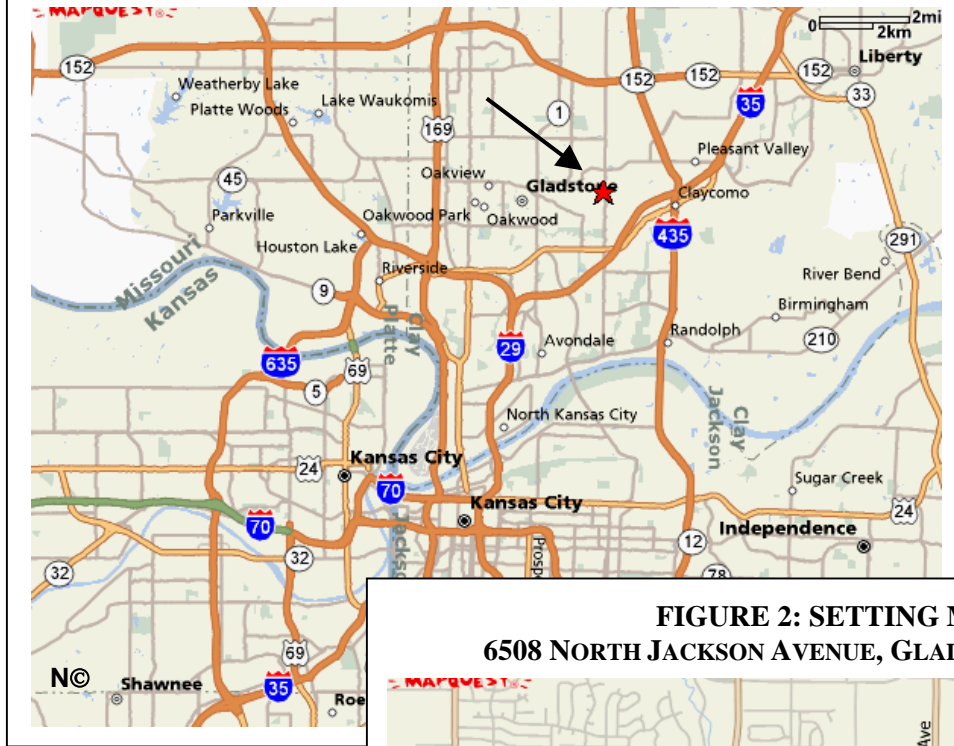 MAPQUEST
0 2mi
2km
152
Liberty
Weatherby Lake
152
152
152
Platte Woods
Lake Waukomis
35
33
1
169
Pleasant Valley
Oakview
45
Gladstone
Claycomo
Parkville
Oakwood Park
Oakwood
435
Houston Lake
291
Missouri
Kansas
Riverside
River Bend
9
Birmingham
Clay
Platte
29
Avondale
Randolph
210
635
69
5
Clay
Jackson
North Kansas City
24
Kansas City
70
Sugar Creek
Kansas City
24
70
Independence
12
32
32
78
69
N©
Shawnee
35
Roe
FIGURE 2: SETTING
6508 NORTH JACKSON AVENUE,
MAPQUEST
Ave